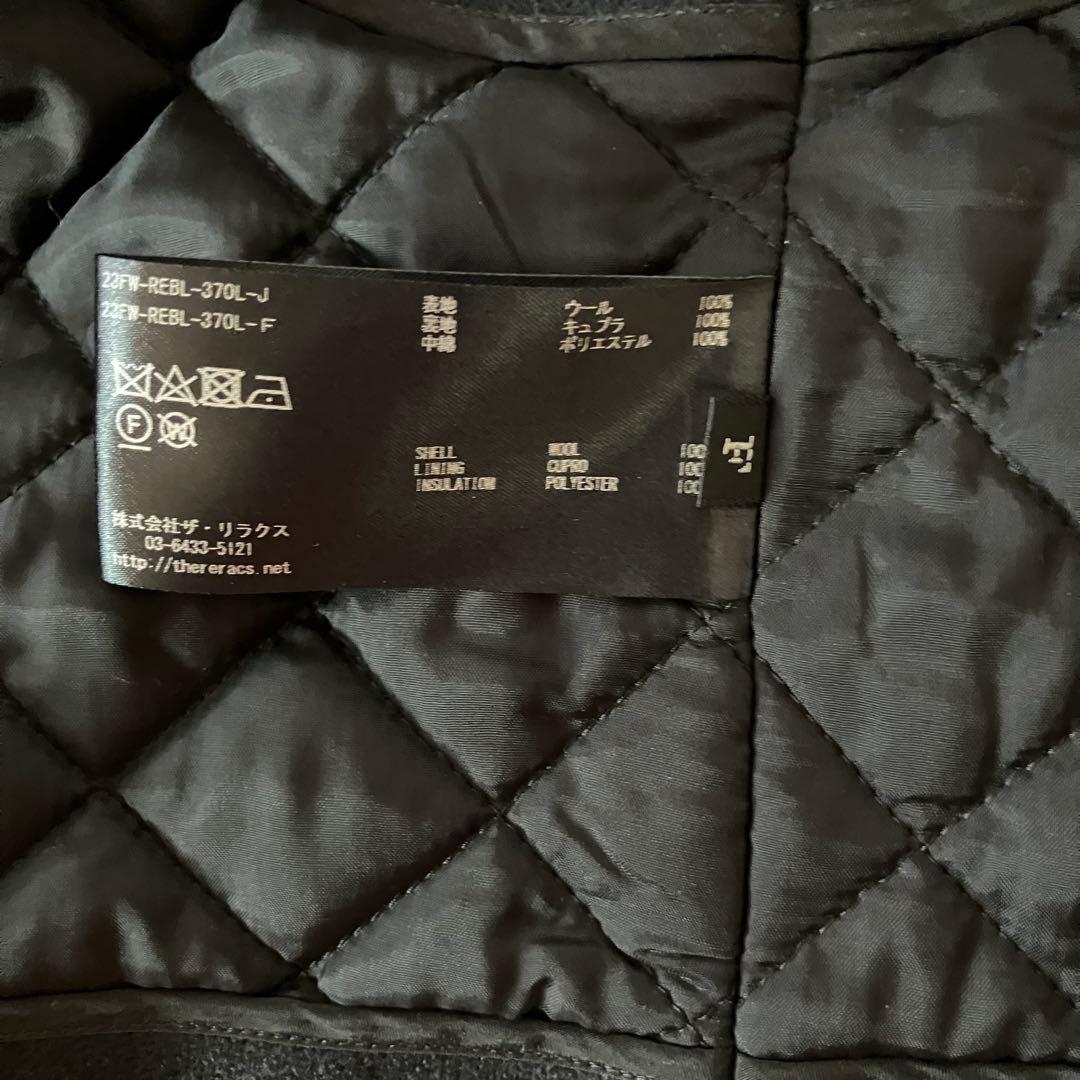 23FW-REBL-370L-J
23FW-REBL-370L-F
表地 ウール 100%
裏地 キュプラ 100%
中綿 ポリエステル 100%
F
W
SHELL WOOL 100
LINING CUPRO 100
INSULATION POLYESTER 100
株式会社ザ・リラクス
03-6433-5121
http://thereracs.net